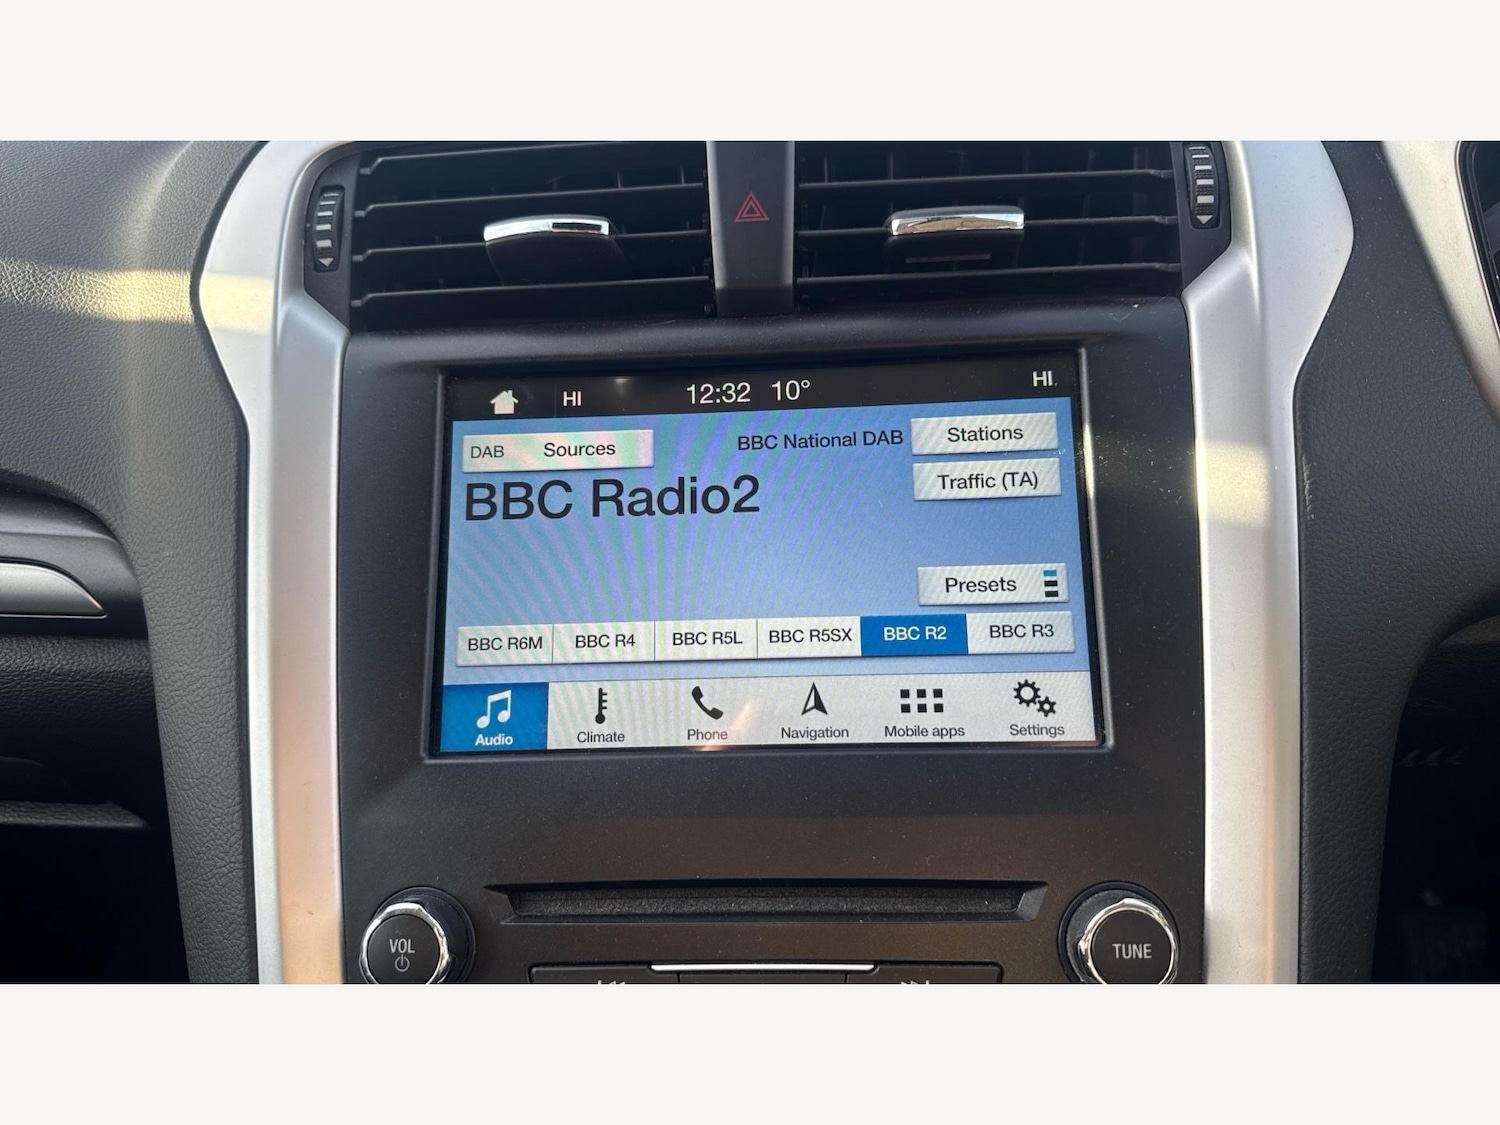 HI 12:32 10° HI
DAB Sources BBC National DAB Stations
BBC Radio2 Traffic (TA)
Presets
BBC R6M BBC R4 BBC R5L BBC R5SX BBC R2 BBC R3
Audio Climate Phone Navigation Mobile apps Settings
VOL TUNE